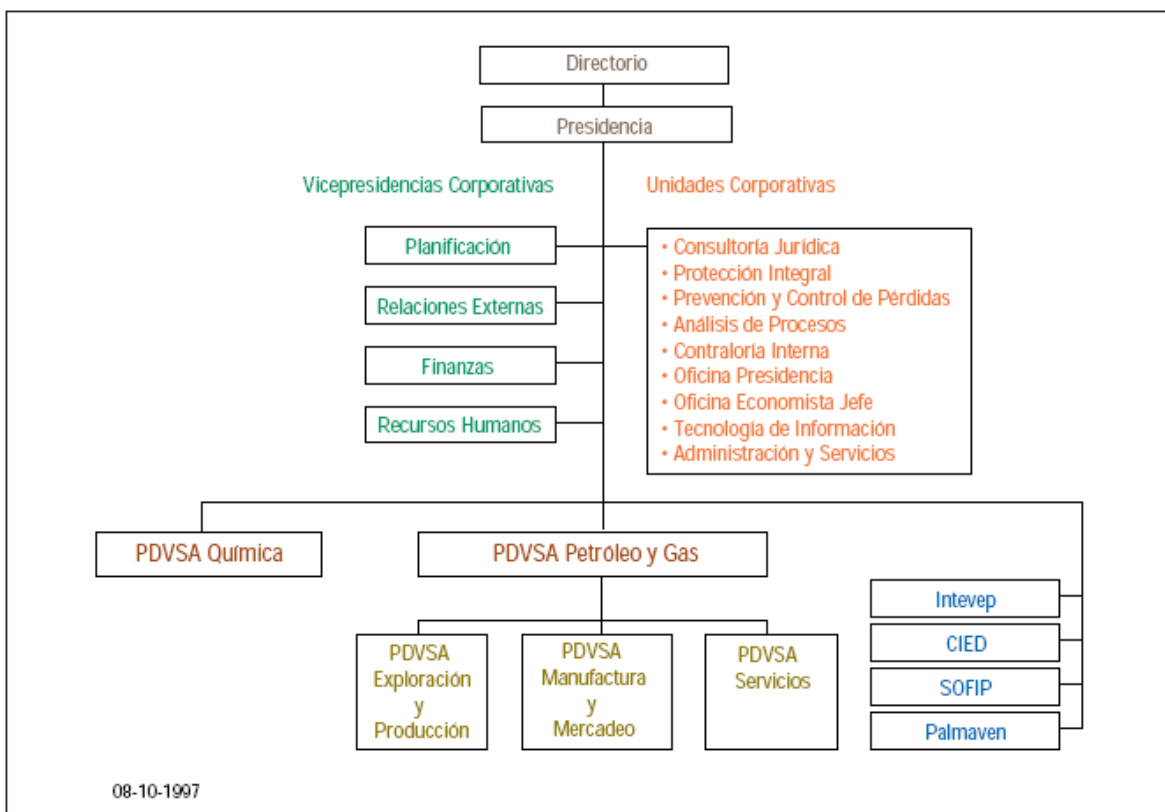 Directorio
Presidencia
Vicepresidencias Corporativas
Unidades Corporativas
Planificación
Relaciones Externas
Finanzas
Recursos Humanos
• Consultoría Jurídica
• Protección Integral
• Prevención y Control de Pérdidas
• Análisis de Procesos
• Contraloría Interna
• Oficina Presidencia
• Oficina Economista Jefe
• Tecnología de Información
• Administración y Servicios
PDVSA Química
PDVSA Petróleo y Gas
PDVSA
Exploración
y
Producción
PDVSA
Manufactura
y
Mercadeo
PDVSA
Servicios
Intevep
CIED
SOFIP
Palmaven
08-10-1997